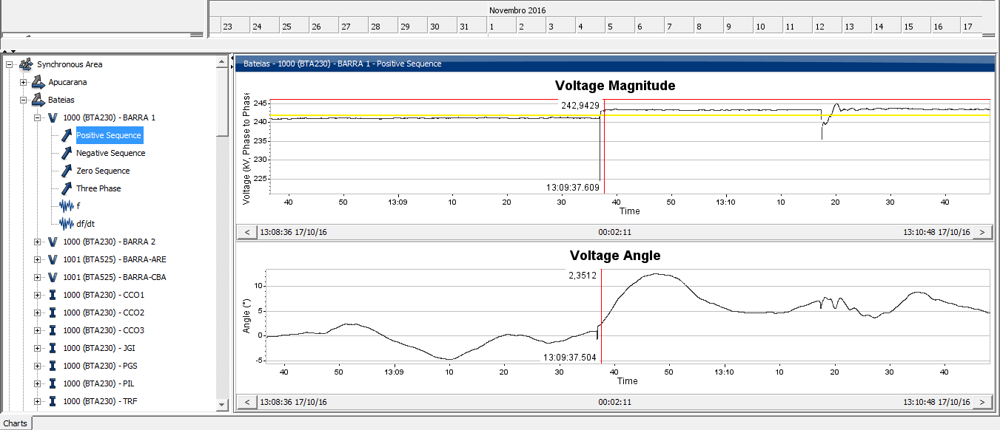 Novembro 2016
23 24 25 26 27 28 29 30 31 1 2 3 4 5 6 7 8 9 10 11 12 13 14 15 16 17
Synchronous Area
Apucarana
Bateias
1000 (BTA230) - BARRA 1
Positive Sequence
Negative Sequence
Zero Sequence
Three Phase
f
df/dt
1000 (BTA230) - BARRA 2
1001 (BTA525) - BARRA-ARE
1001 (BTA525) - BARRA-CBA
1000 (BTA230) - CCO1
1000 (BTA230) - CCO2
1000 (BTA230) - CCO3
1000 (BTA230) - JGI
1000 (BTA230) - PGS
1000 (BTA230) - PIL
1000 (BTA230) - TRF
Charts
Bateias - 1000 (BTA230) - BARRA 1 - Positive Sequence
Voltage Magnitude
Voltage (kV, Phase to Phase
245
240
235
230
225
242,9429
13:09:37.609
40 50 13:09 10 20 30 40 50 13:10 10 20 30 40
Time
< 13:08:36 17/10/16 00:02:11 13:10:48 17/10/16 >
Voltage Angle
Angle (°)
10
5
0
-5
2,3512
13:09:37.504
40 50 13:09 10 20 30 40 50 13:10 10 20 30 40
Time
< 13:08:36 17/10/16 00:02:11 13:10:48 17/10/16 >